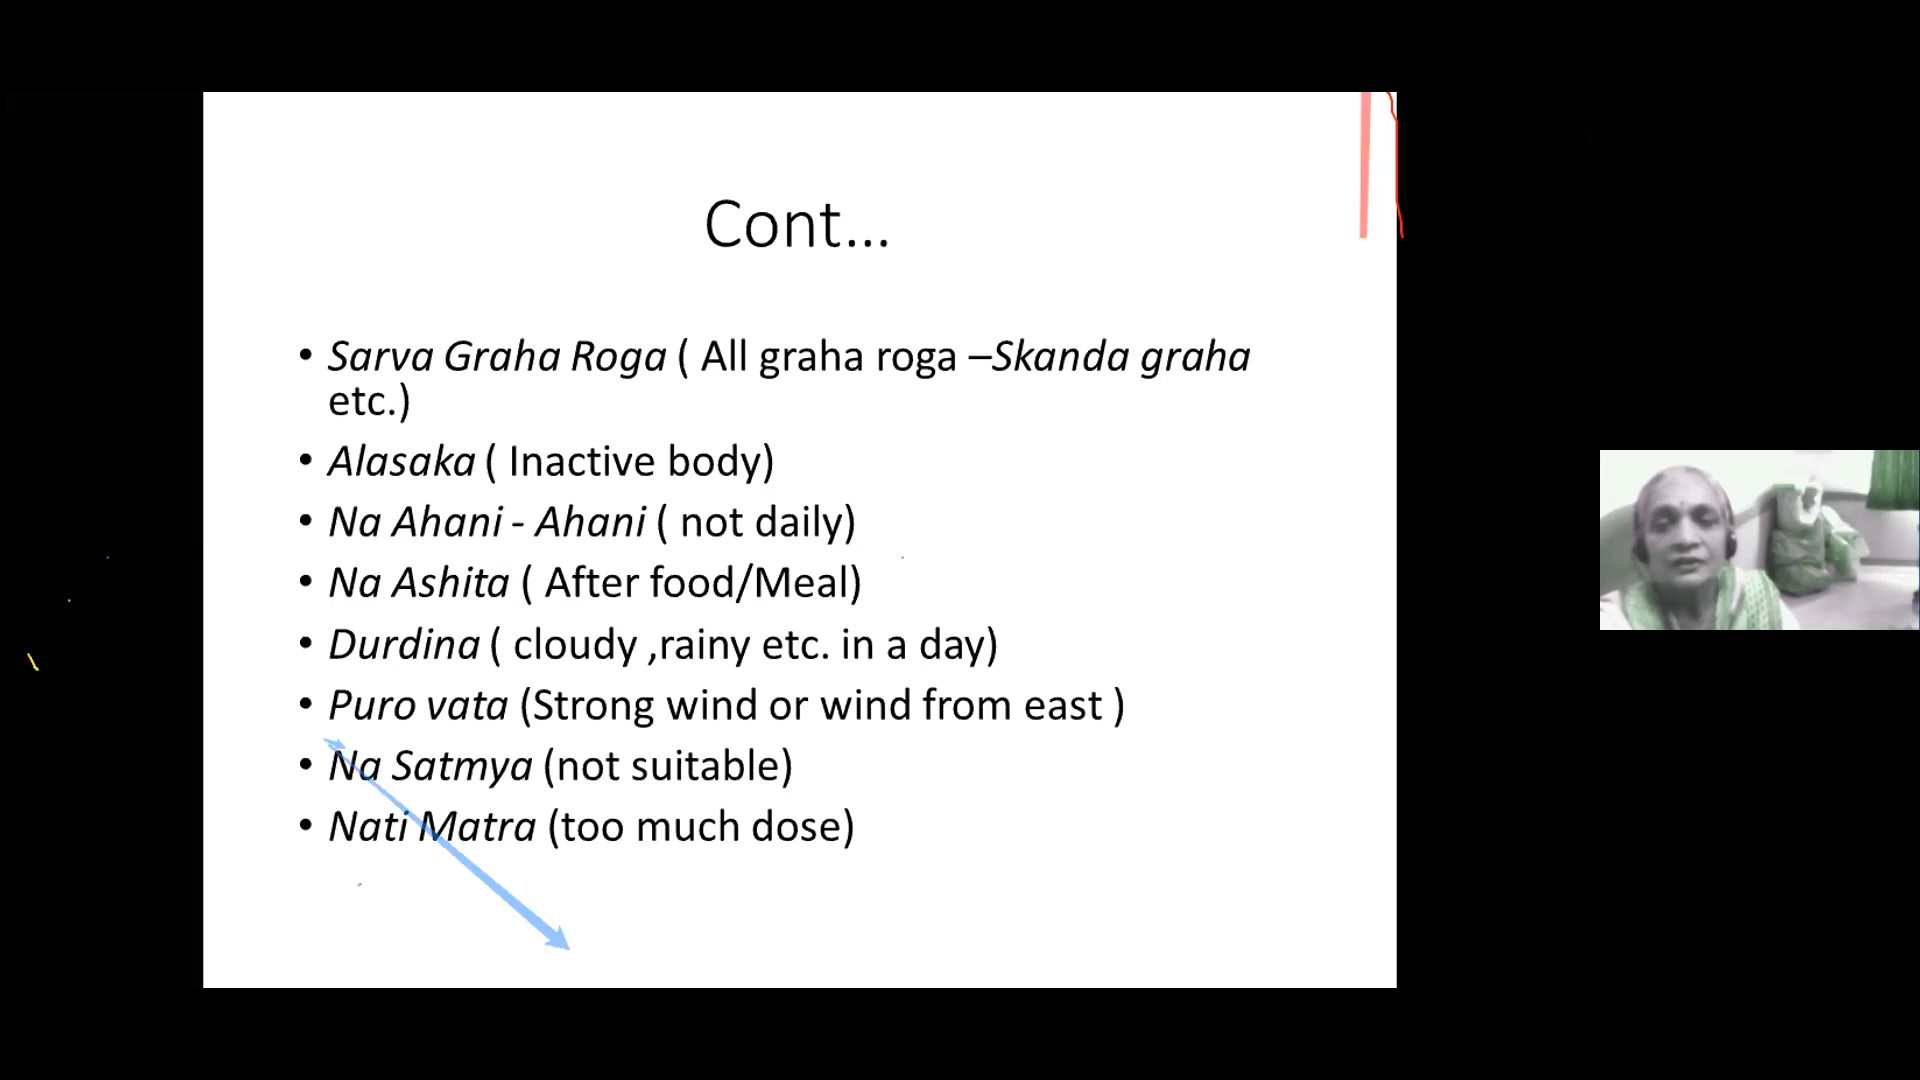 Cont...
• Sarva Graha Roga ( All graha roga –Skanda graha
etc.)
• Alasaka ( Inactive body)
• Na Ahani - Ahani ( not daily)
• Na Ashita ( After food/Meal)
• Durdina ( cloudy ,rainy etc. in a day)
• Puro vata (Strong wind or wind from east )
• Na Satmya (not suitable)
• Nati Matra (too much dose)